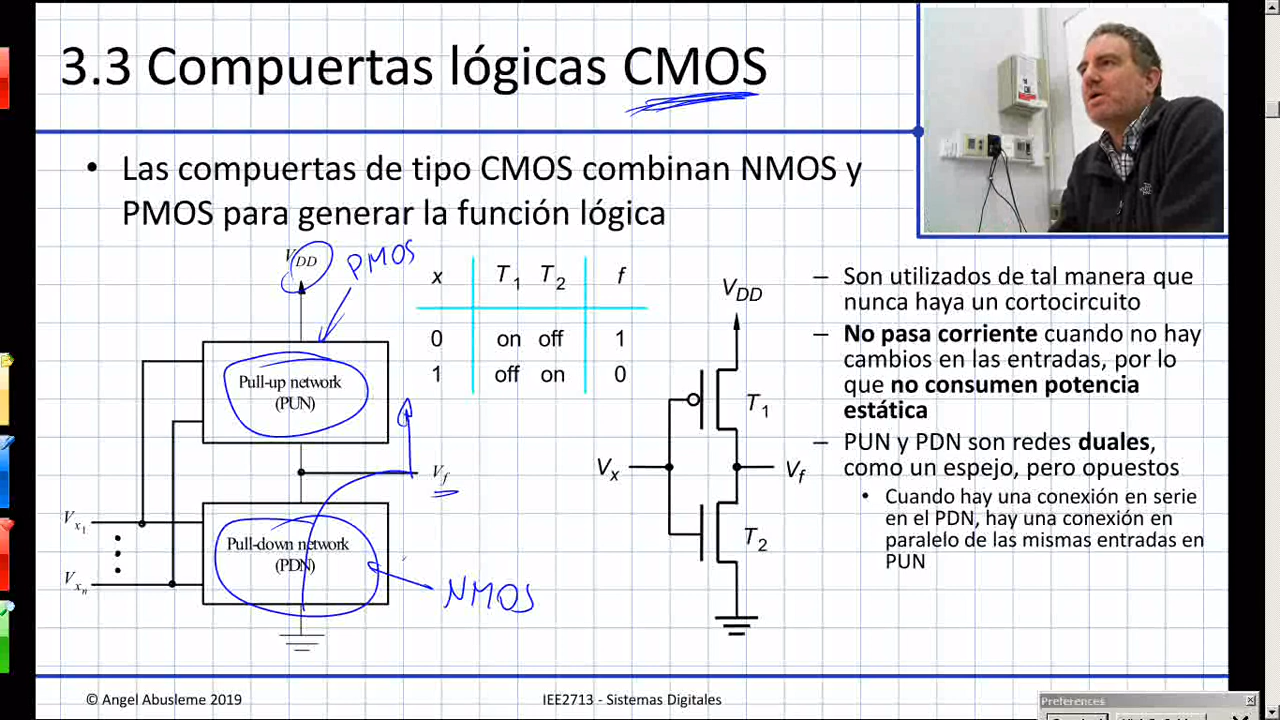 3.3 Compuertas lógicas CMOS
• Las compuertas de tipo CMOS combinan NMOS y
PMOS para generar la función lógica
VDD
PMOS
Pull-up network
(PUN)
Vf
Vx1
Pull-down network
(PDN)
Vxn
NMOS
x T1 T2 f
0 on off 1
1 off on 0
VDD
T1
Vx
Vf
T2
– Son utilizados de tal manera que
nunca haya un cortocircuito
– No pasa corriente cuando no hay
cambios en las entradas, por lo
que no consumen potencia
estática
– PUN y PDN son redes duales,
como un espejo, pero opuestos
• Cuando hay una conexión en serie
en el PDN, hay una conexión en
paralelo de las mismas entradas en
PUN
© Angel Abusleme 2019
IEE2713 - Sistemas Digitales
Preferences